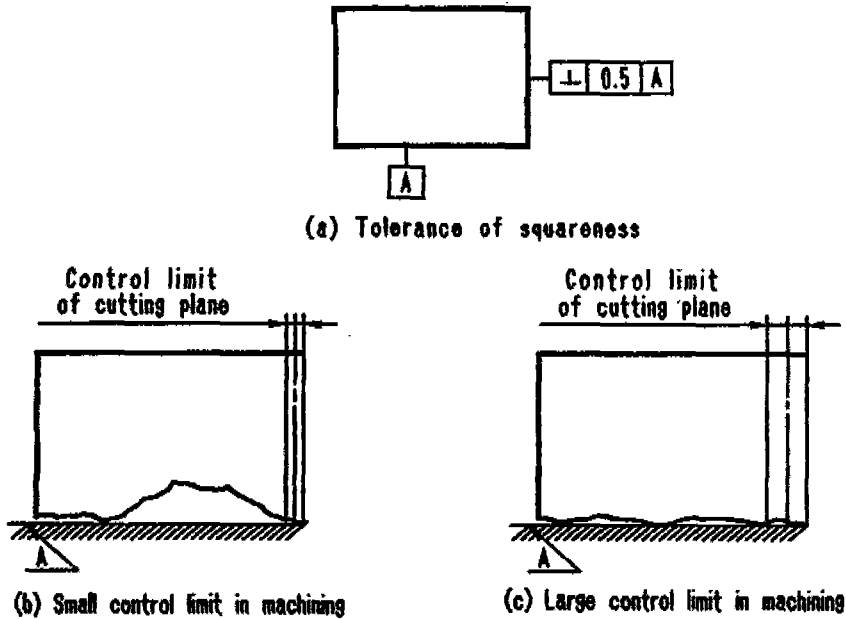 ⊥ 0.5 A
A
(a) Tolerance of squareness
Control limit
of cutting plane
A
(b) Small control limit in machining
Control limit
of cutting plane
A
(c) Large control limit in machining